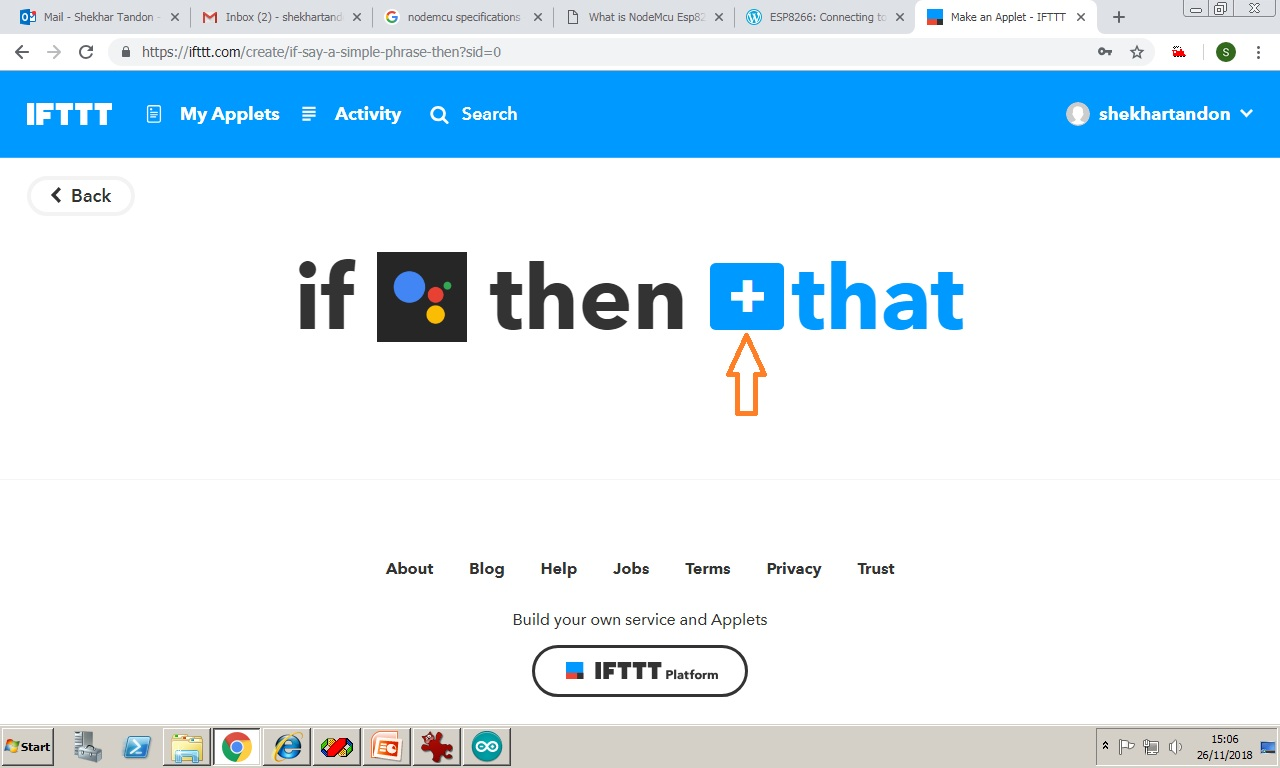 Mail - Shekhar Tandon -
Inbox (2) - shekhartand
nodemcu specifications
What is NodeMcu Esp82
ESP8266: Connecting to
Make an Applet - IFTTT
https://ifttt.com/create/if-say-a-simple-phrase-then?sid=0
S
IFTTT
My Applets
Activity
Search
shekhartandon
Back
if then + that
About Blog Help Jobs Terms Privacy Trust
Build your own service and Applets
IFTTT Platform
Start
15:06
26/11/2018